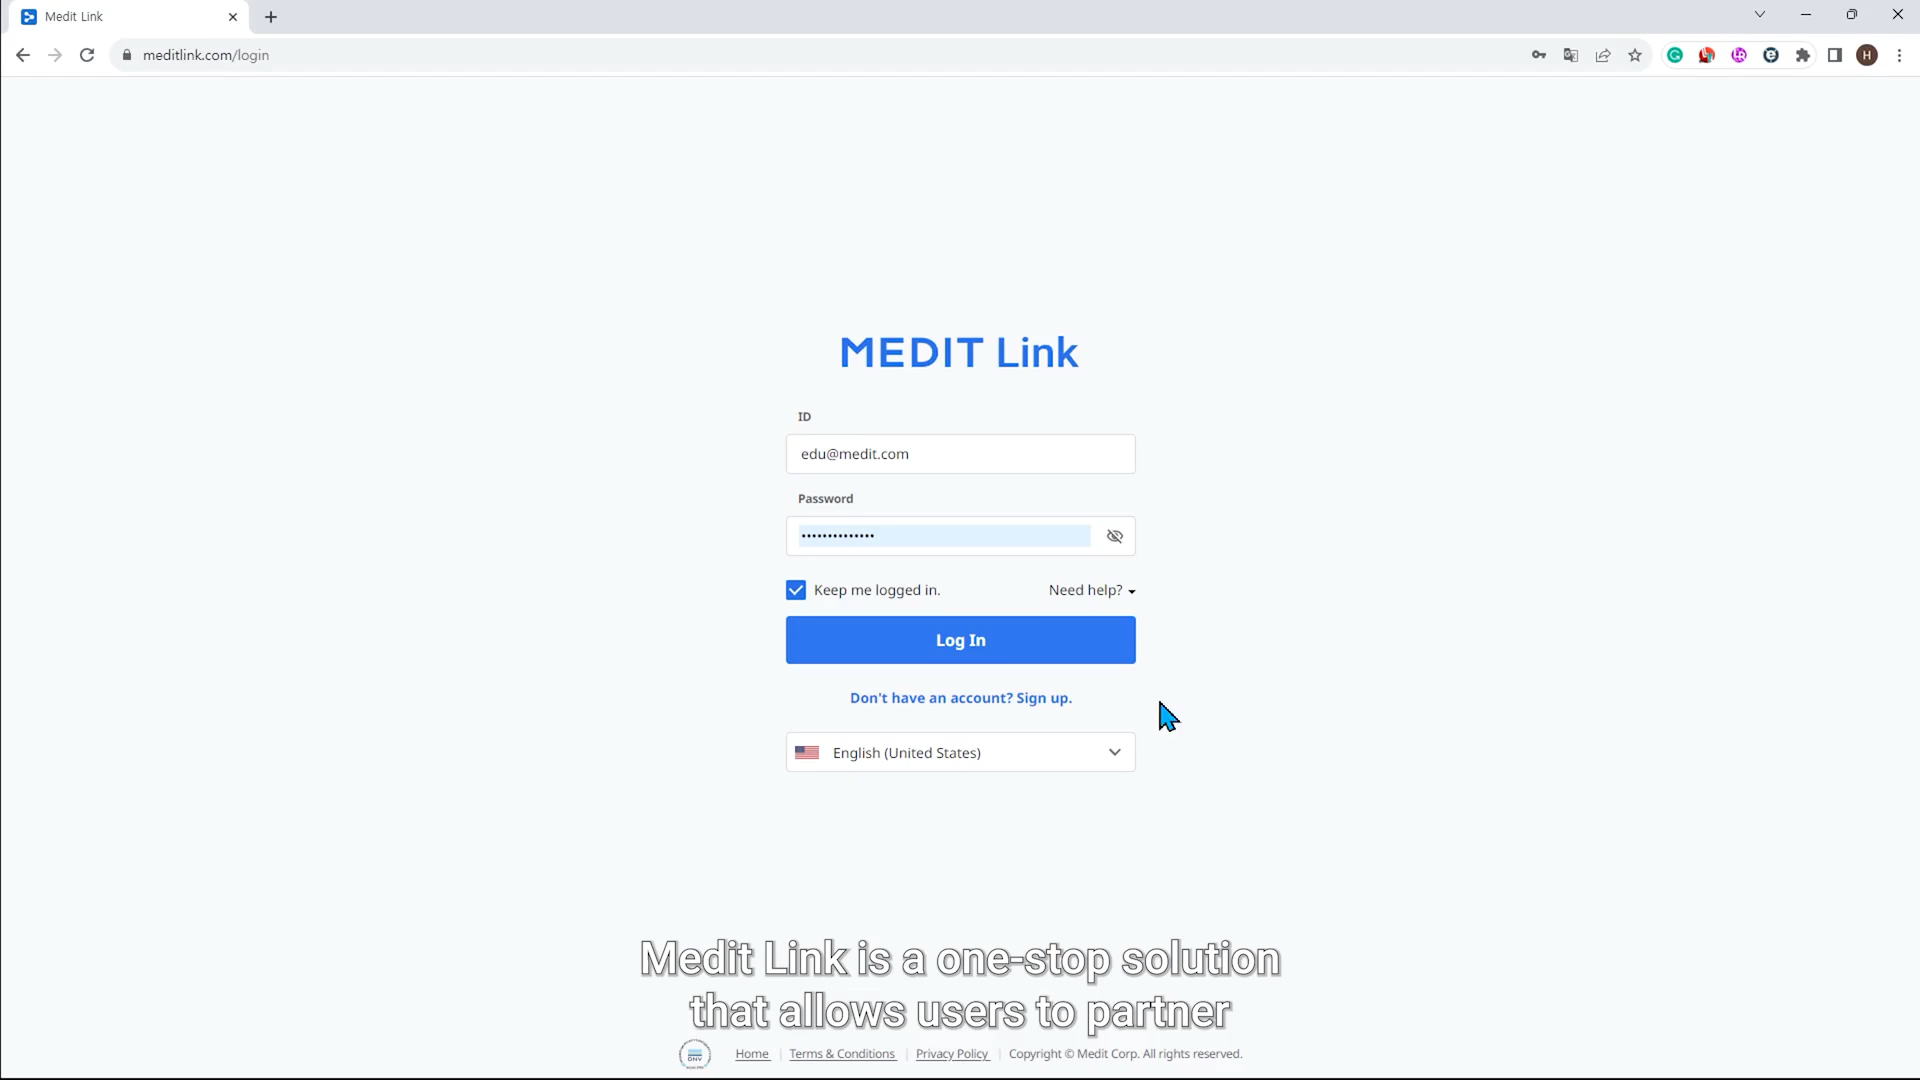 Medit Link
meditlink.com/login
H
MEDIT Link
ID
edu@medit.com
Password
••••••••••••••
Keep me logged in.
Need help?
Log In
Don't have an account? Sign up.
English (United States)
Medit Link is a one-stop solution
that allows users to partner
DNV
Home
Terms & Conditions
Privacy Policy
Copyright © Medit Corp. All rights reserved.